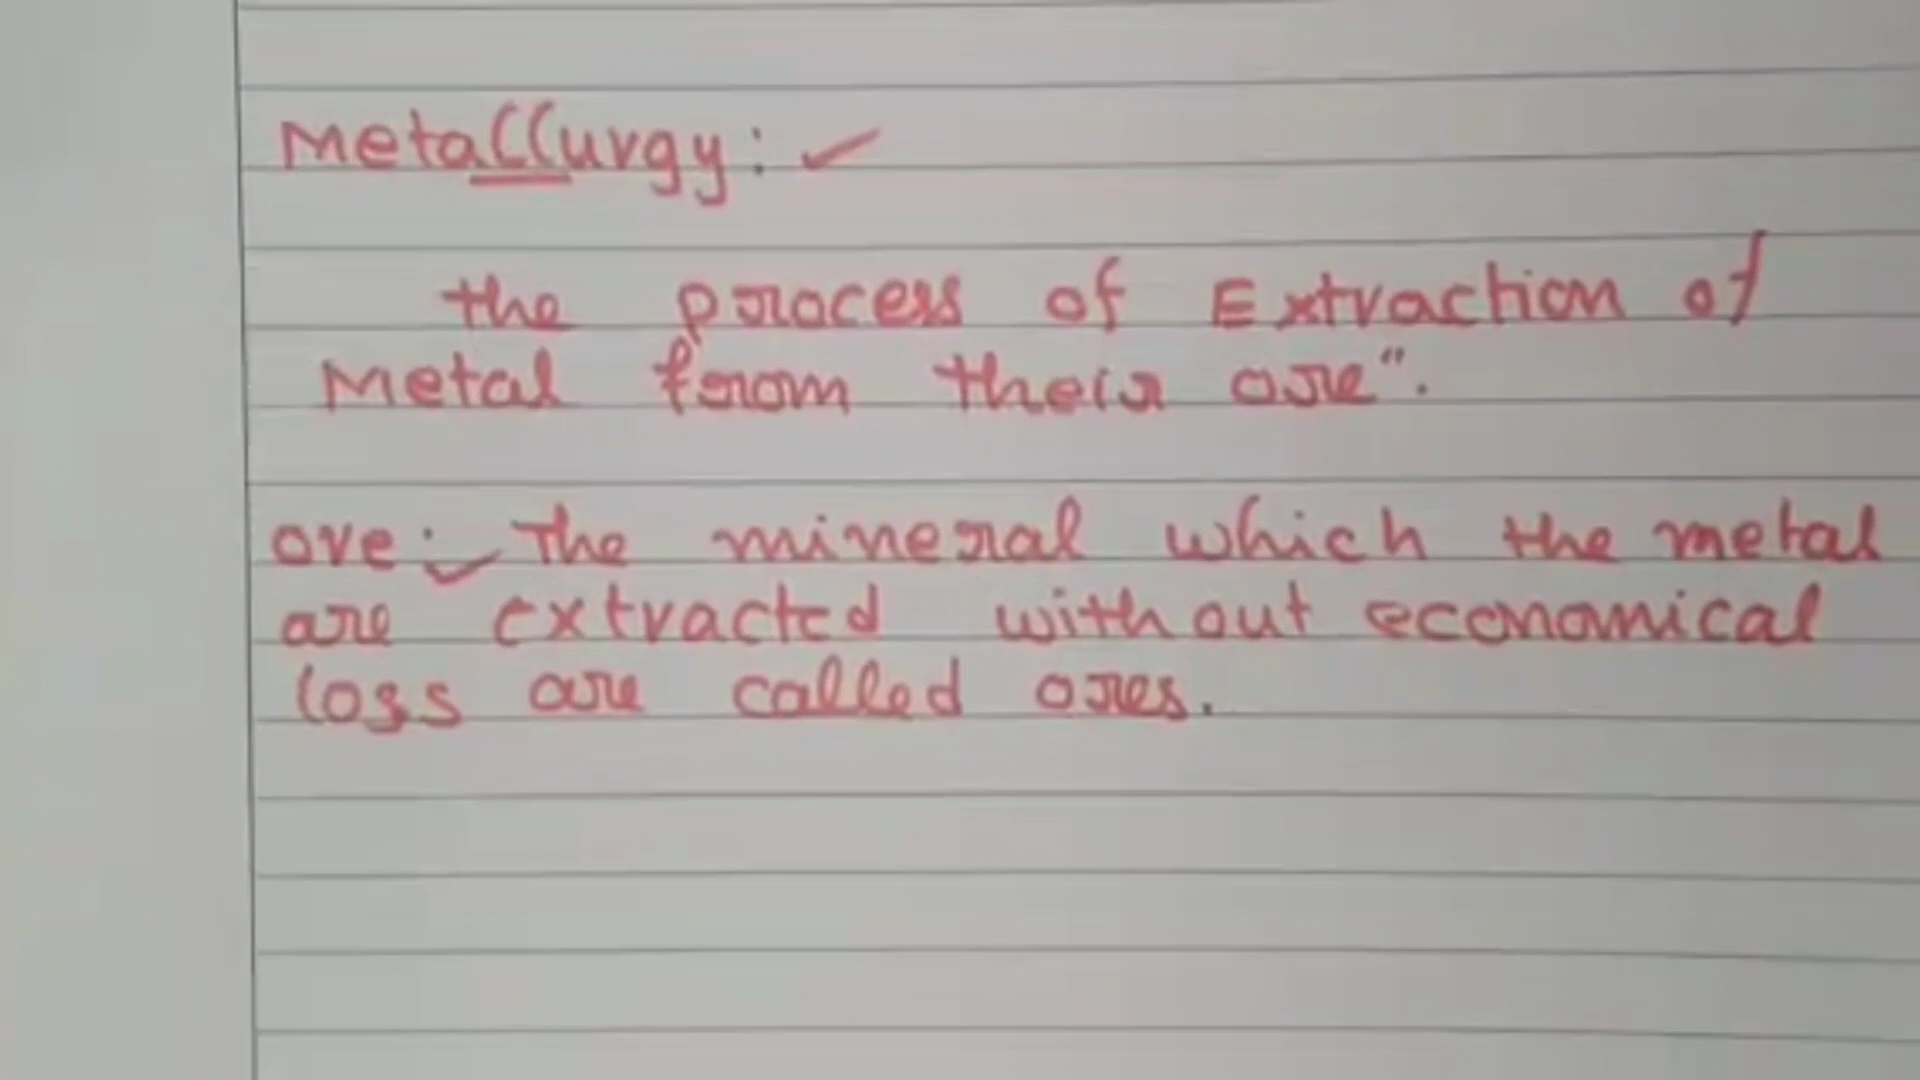 Metallurgy:
the process of Extraction of
Metal from their ore".
ore:- The mineral which the metal
are extracted without economical
loss are called ores.